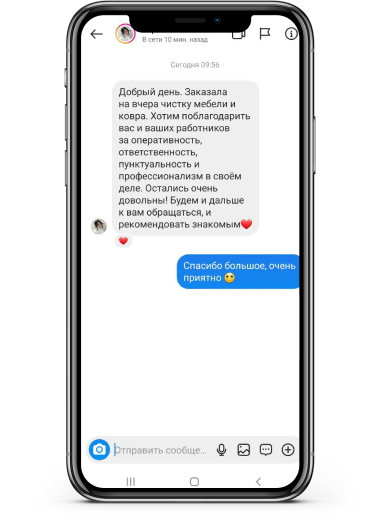 В сети 10 мин. назад
Сегодня 09:56
Добрый день. Заказала
на вчера чистку мебели и
ковра. Хотим поблагодарить
вас и ваших работников
за оперативность,
ответственность,
пунктуальность и
профессионализм в своём
деле. Остались очень
довольны! Будем и дальше
к вам обращаться, и
рекомендовать знакомым❤️
❤️
Спасибо большое, очень
приятно 🙂
Отправить сообще...